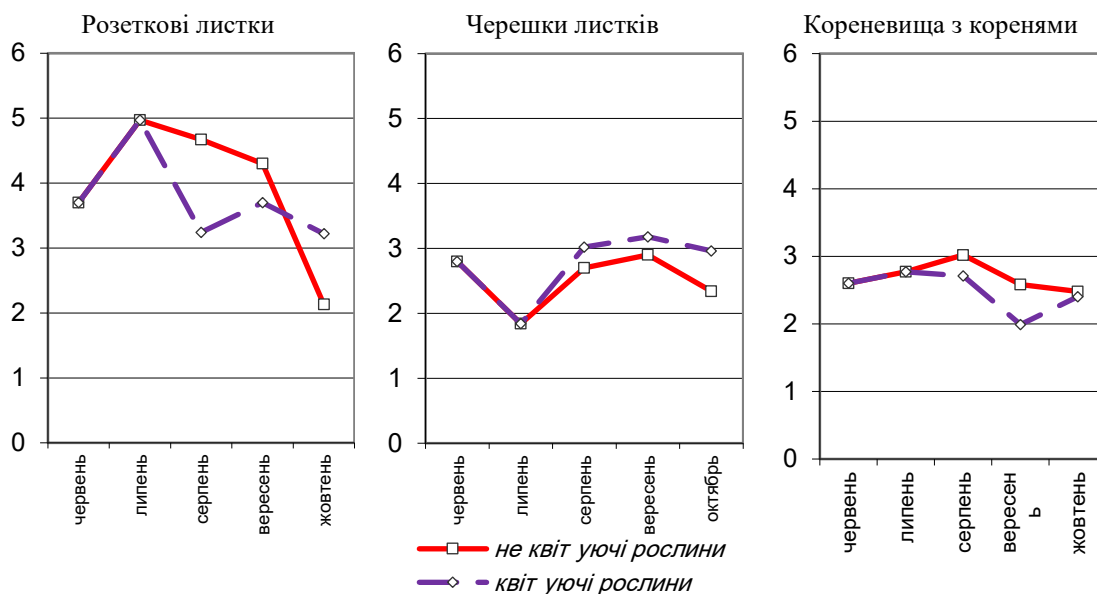 Розеткові листки
6
5
4
3
2
1
0
червень
липень
серпень
вересень
жовтень
Черешки листків
6
5
4
3
2
1
0
червень
липень
серпень
вересень
октябрь
Кореневища з коренями
6
5
4
3
2
1
0
червень
липень
серпень
вересен
ь
жовтень
не квіт уючі рослини
квіт уючі рослини